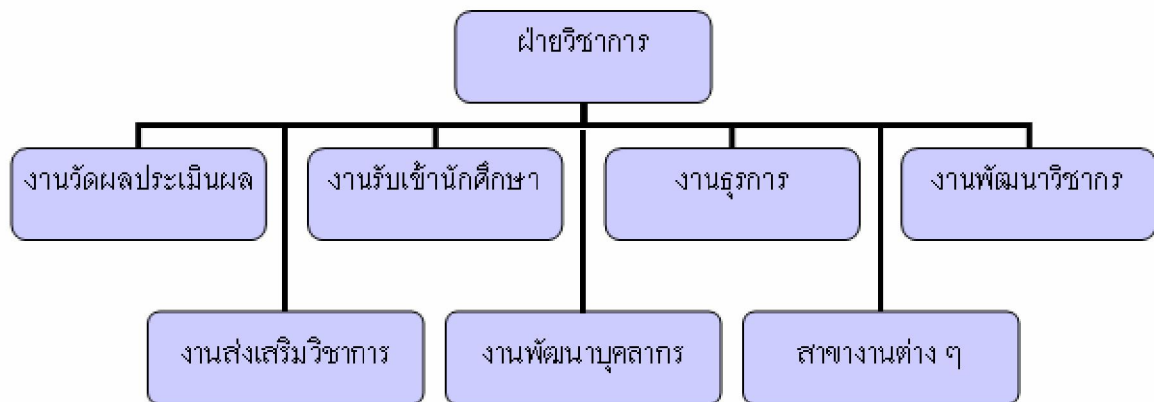 ฝ่ายวิชาการ
งานวัดผลประเมินผล
งานรับเข้านักศึกษา
งานธุรการ
งานพัฒนาวิชากร
งานส่งเสริมวิชาการ
งานพัฒนาบุคลากร
สาขางานต่าง ๆ